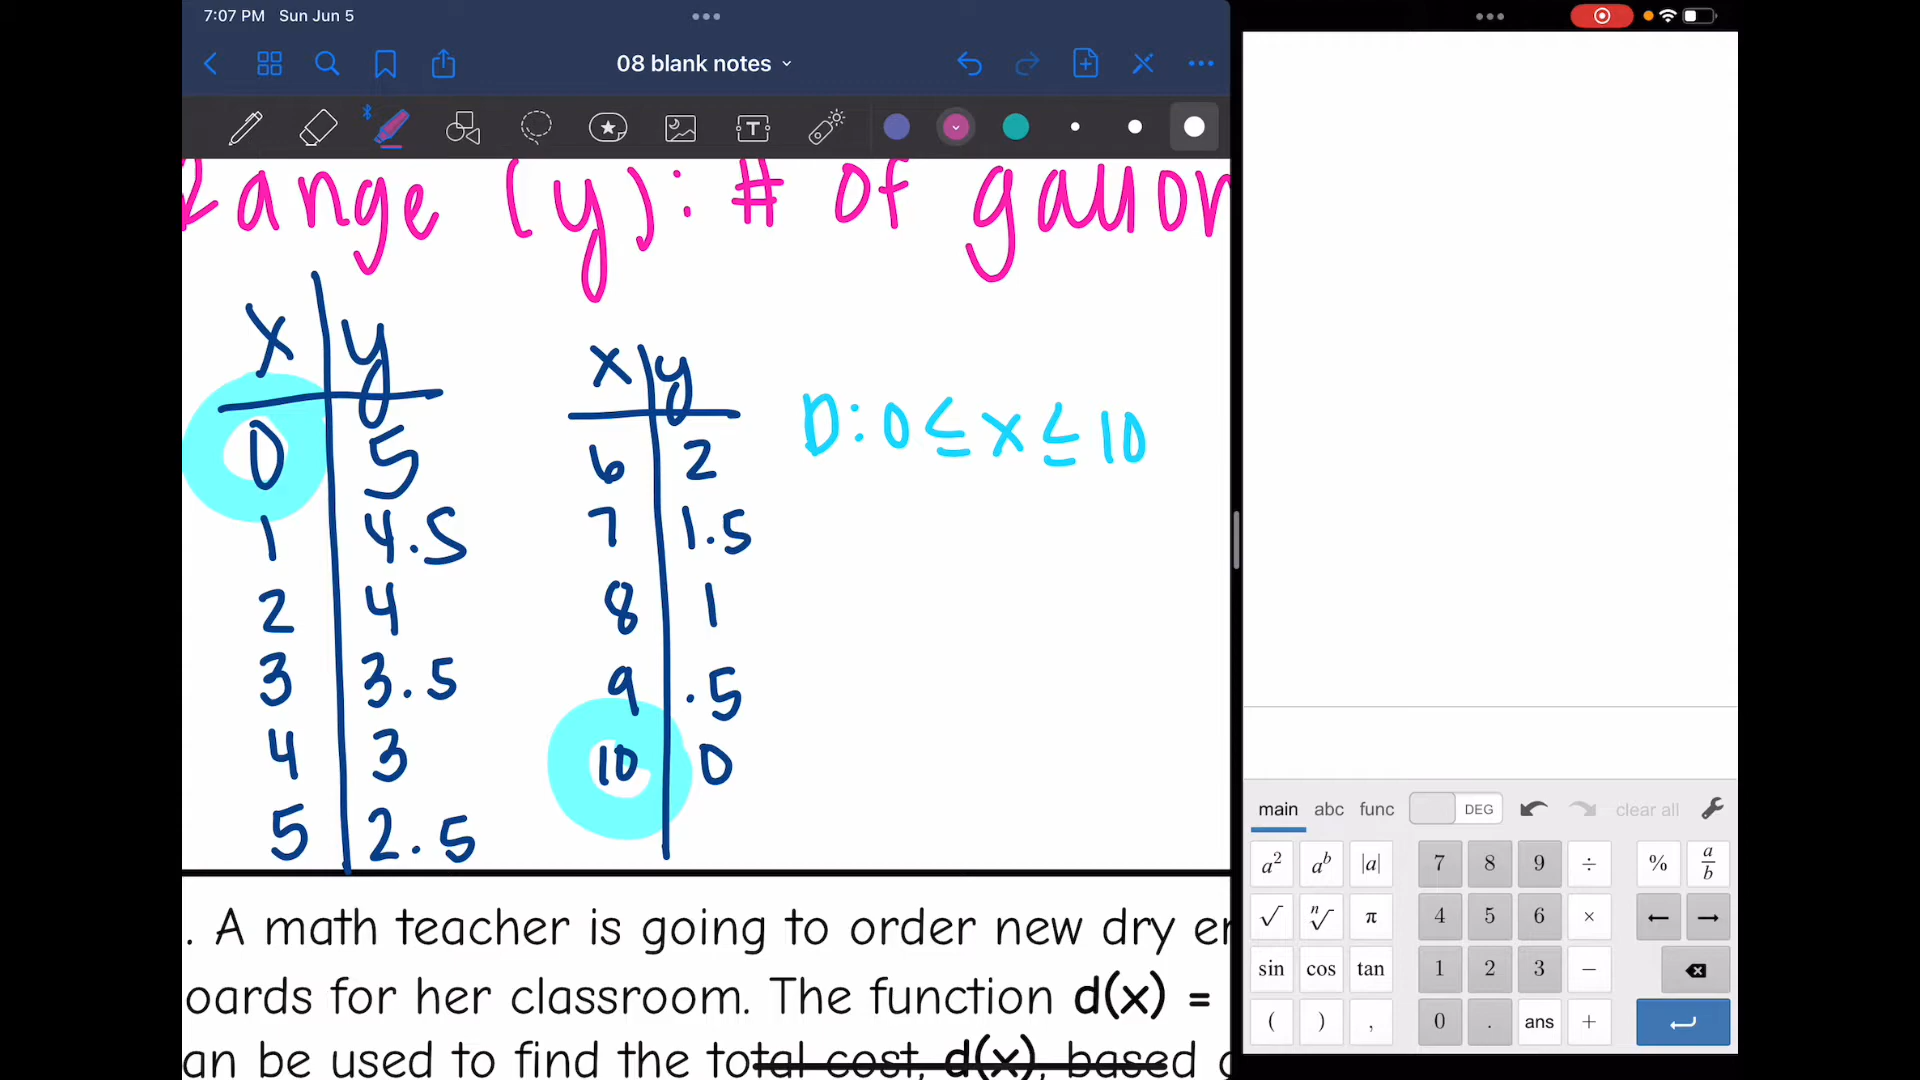 7:07 PM Sun Jun 5
08 blank notes
Range (y): # of gallon
x y
0 5
1 4.5
2 4
3 3.5
4 3
5 2.5
x y
6 2
7 1.5
8 1
9 .5
10 0
D: 0 ≤ x ≤ 10
. A math teacher is going to order new dry er
oards for her classroom. The function d(x) =
an be used to find the total cost, d(x), based o
main abc func DEG clear all
a² aᵇ |a| 7 8 9 ÷ % a/b
√ ⁿ√ π 4 5 6 × ← →
sin cos tan 1 2 3 −
( ) , 0 . ans +